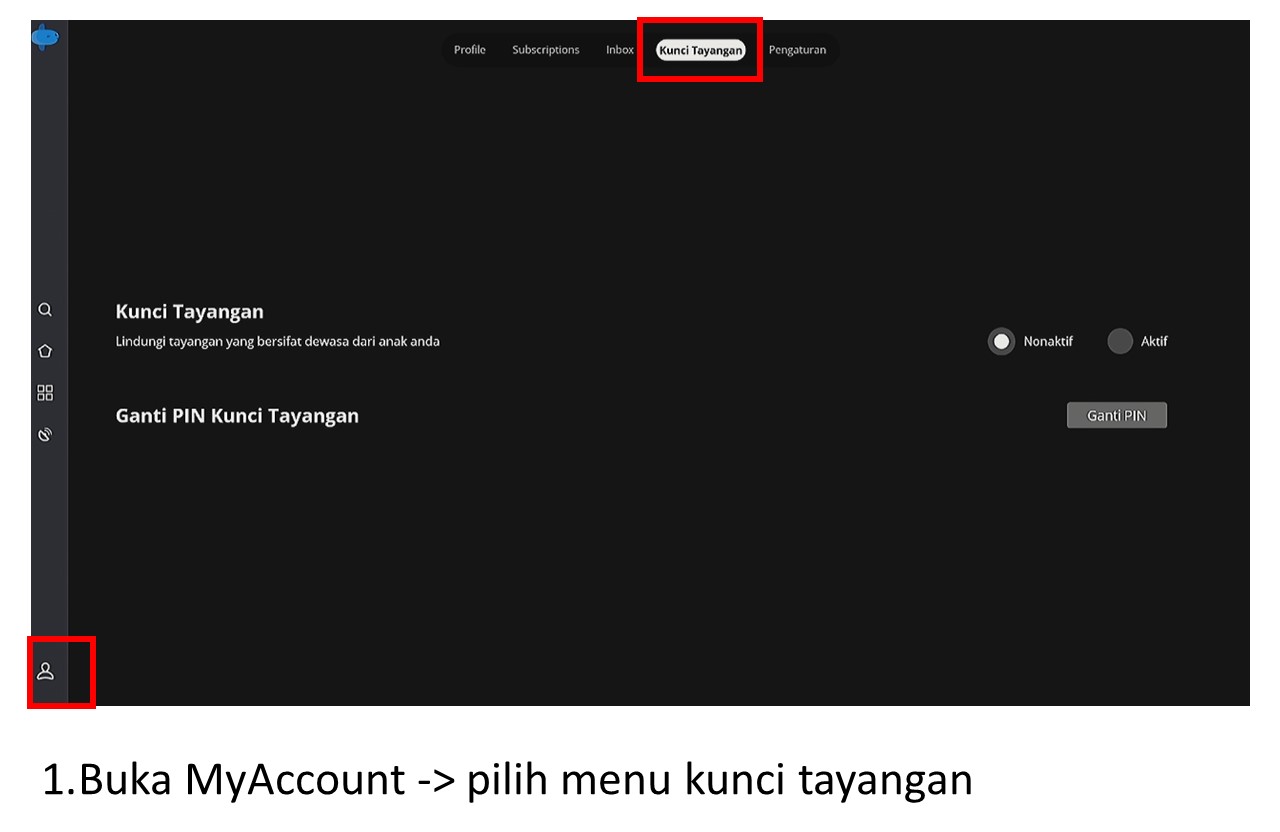 Profile Subscriptions Inbox Kunci Tayangan Pengaturan
Kunci Tayangan
Lindungi tayangan yang bersifat dewasa dari anak anda
Nonaktif Aktif
Ganti PIN Kunci Tayangan
Ganti PIN
1.Buka MyAccount -> pilih menu kunci tayangan